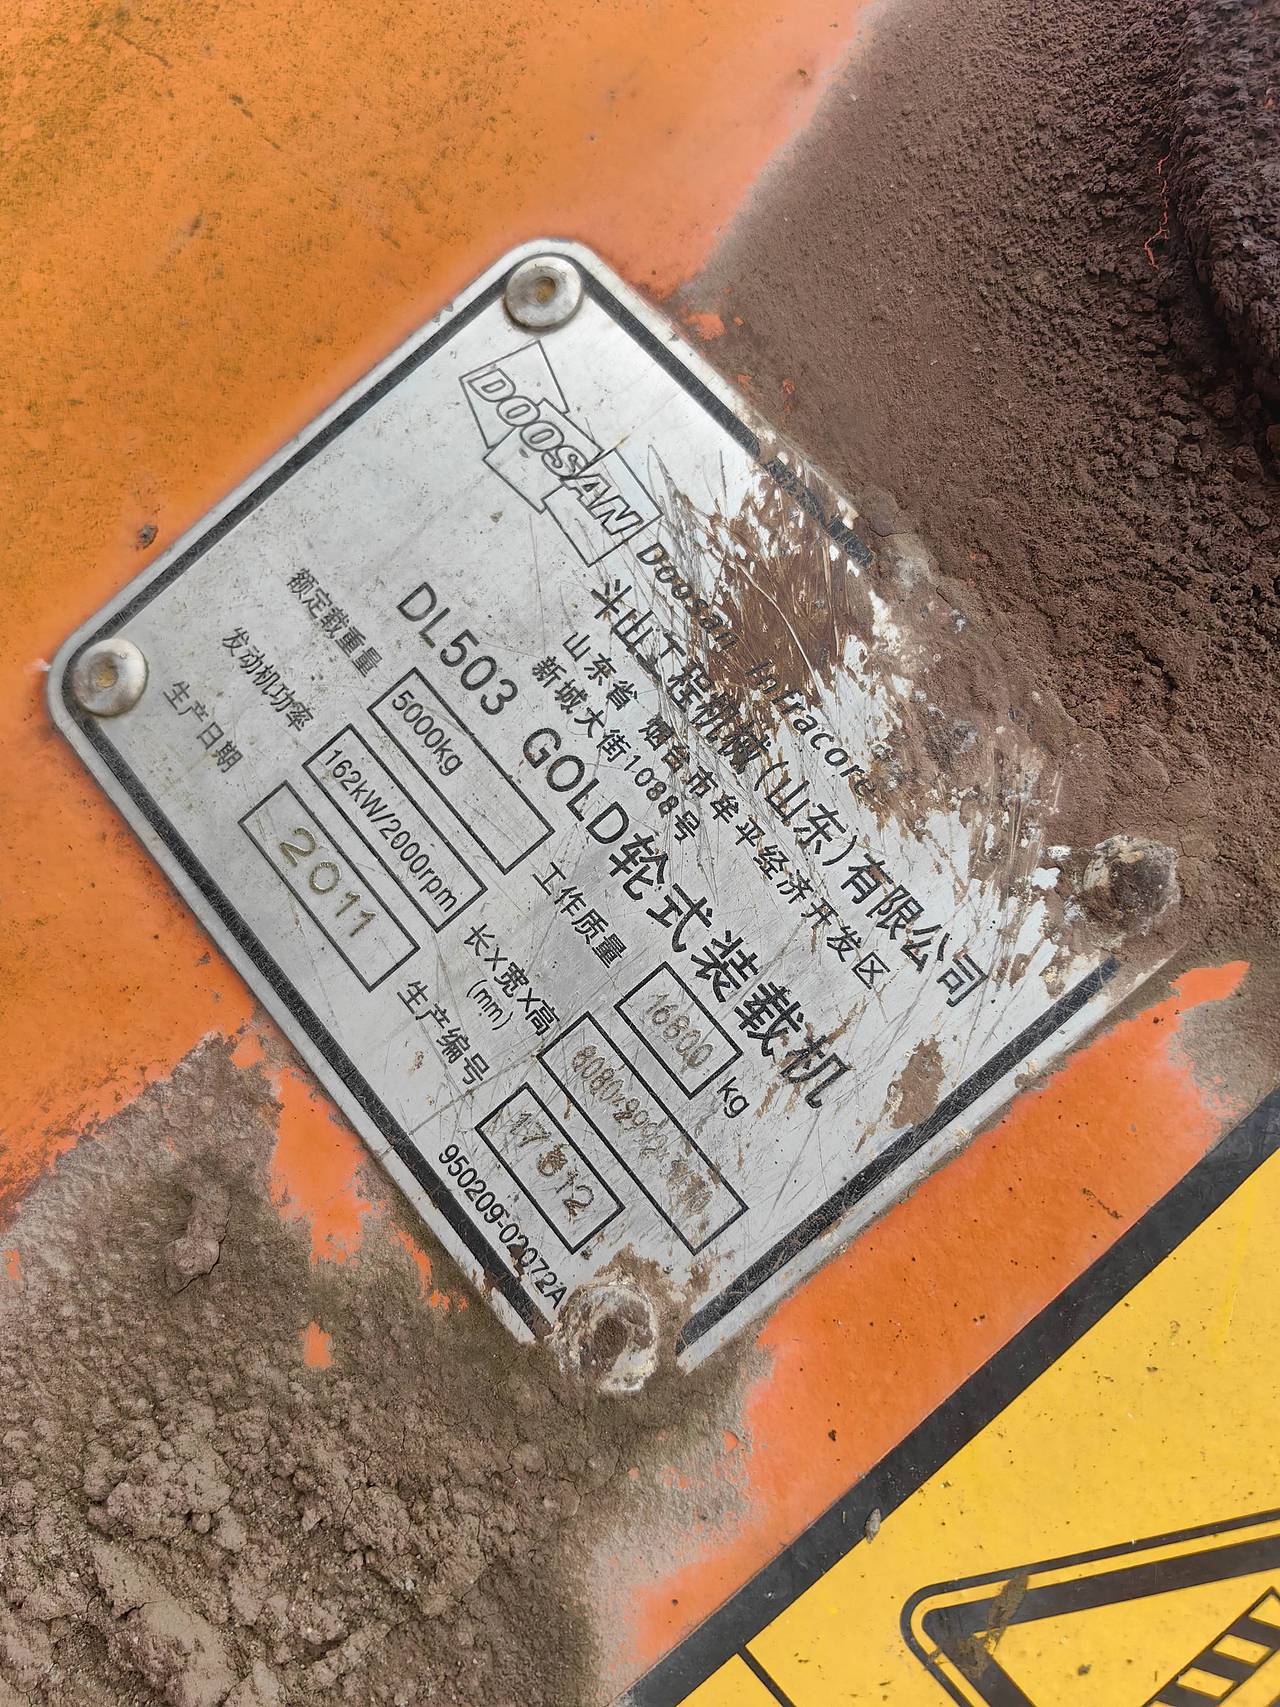 DOOSAN
Doosan Infracore
斗山工程机械(山东)有限公司
山东省 烟台市牟平经济开发区
新城大街1088号
DL503 GOLD轮式装载机
额定载重量 5000kg 工作质量 16800 kg
发动机功率 162kW/2000rpm 长X宽X高 (mm)
生产日期 2011 生产编号
950209-02072A